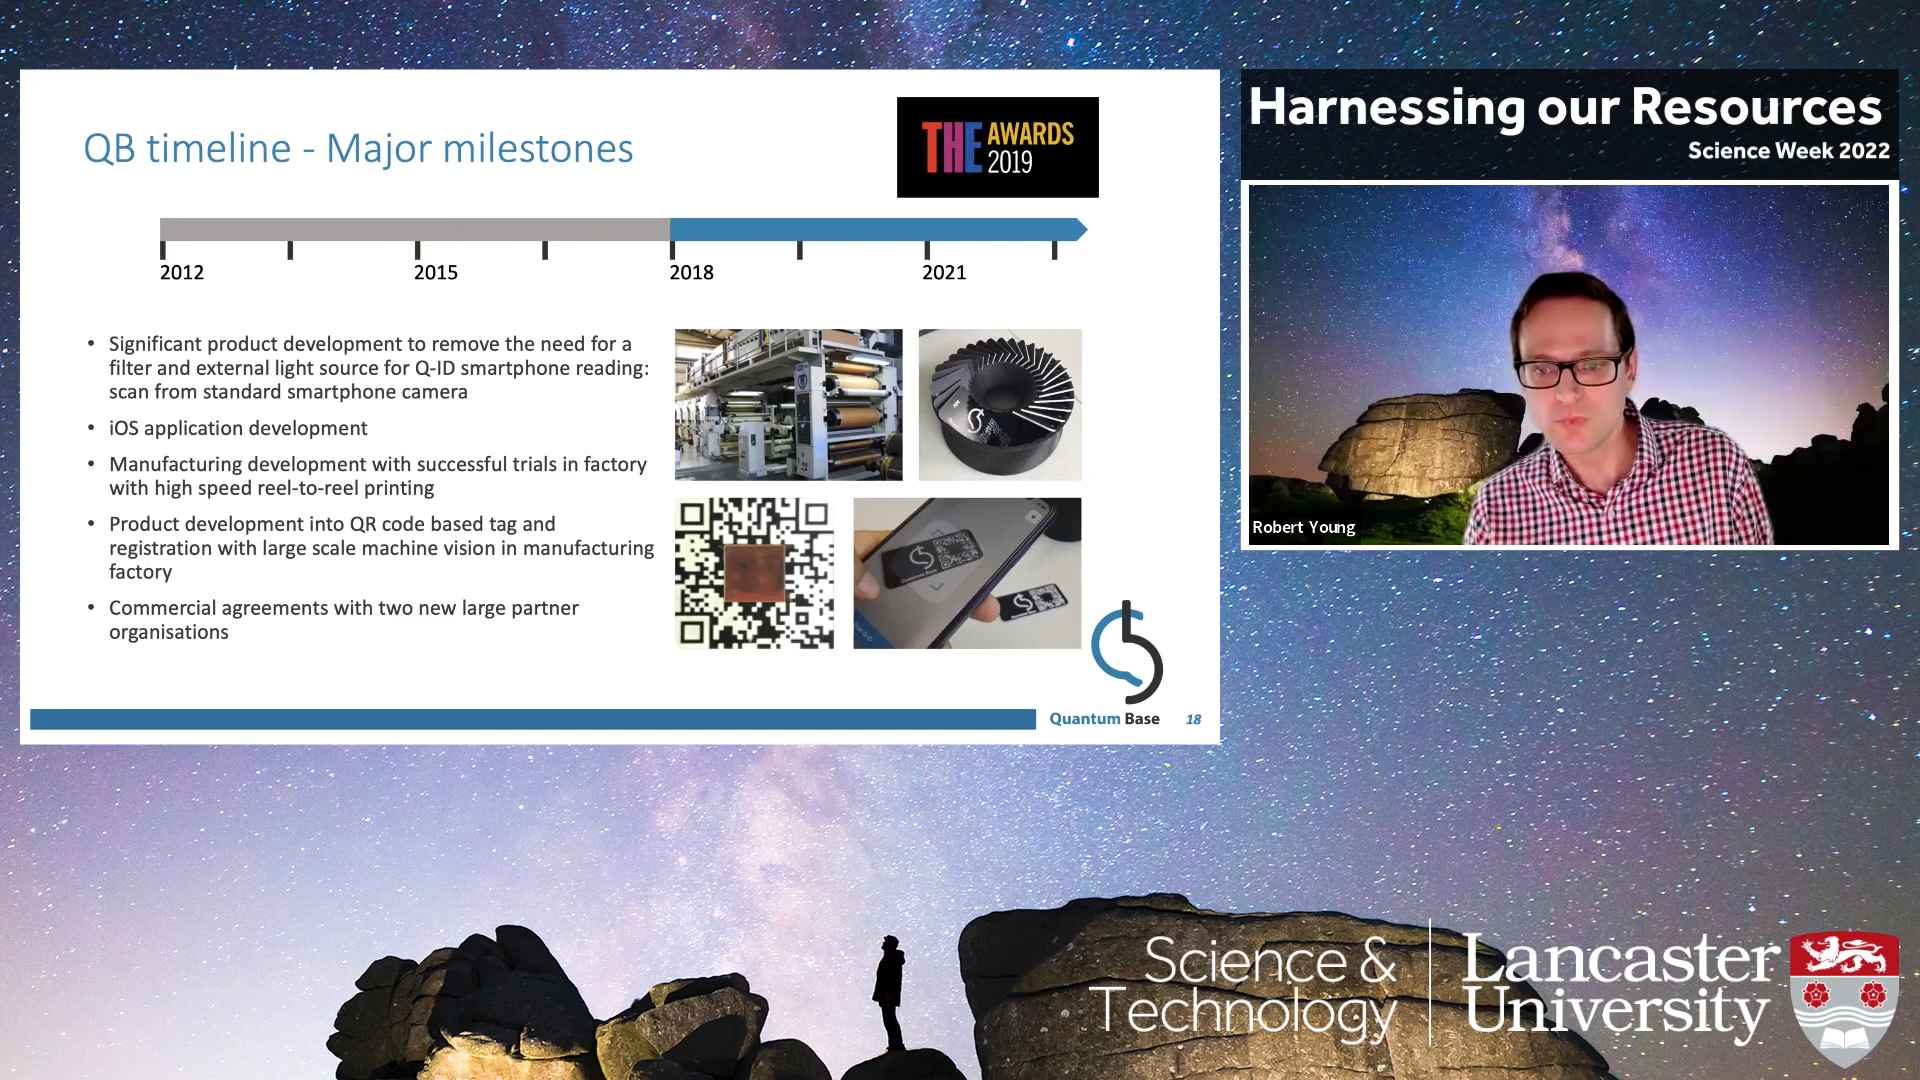 QB timeline - Major milestones
THE AWARDS
2019
2012
2015
2018
2021
• Significant product development to remove the need for a
filter and external light source for Q-ID smartphone reading:
scan from standard smartphone camera
• iOS application development
• Manufacturing development with successful trials in factory
with high speed reel-to-reel printing
• Product development into QR code based tag and
registration with large scale machine vision in manufacturing
factory
• Commercial agreements with two new large partner
organisations
Quantum Base
Quantum Base
18
Harnessing our Resources
Science Week 2022
Robert Young
Science &
Technology
Lancaster
University